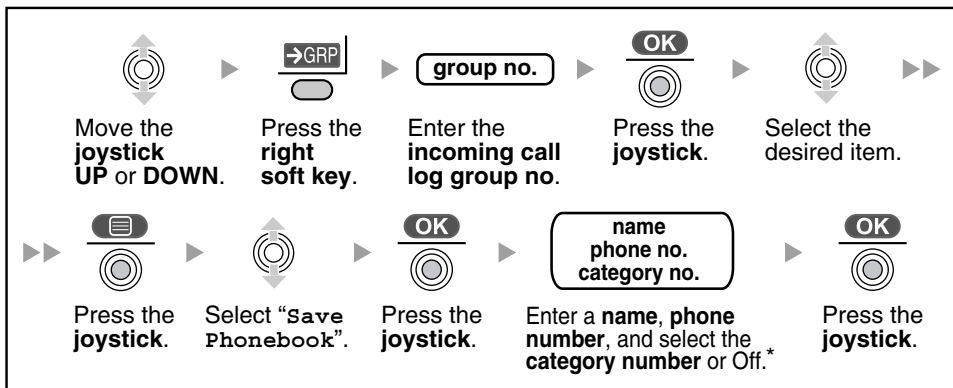 OK
→GRP
group no.
Move the
joystick
UP or DOWN.
Press the
right
soft key.
Enter the
incoming call
log group no.
Press the
joystick.
Select the
desired item.
OK
OK
name
phone no.
category no.
Press the
joystick.
Select “Save
Phonebook”.
Press the
joystick.
Enter a name, phone
number, and select the
category number or Off.*
Press the
joystick.